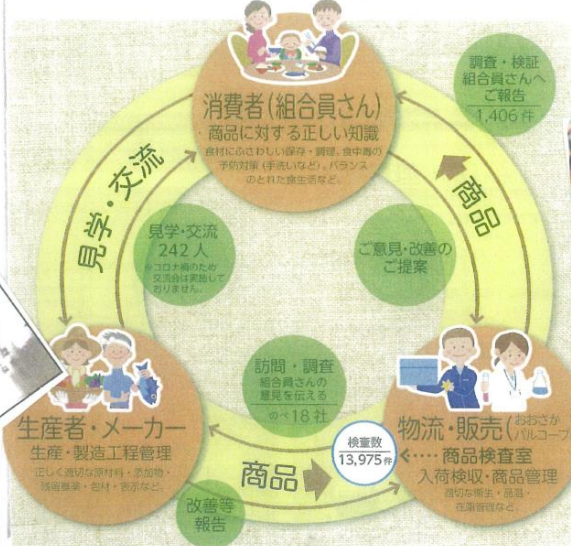 消費者(組合員さん)
・商品に対する正しい知識
食材にふさわしい保存・調理、食中毒の
予防対策(手洗いなど)、バランス
のとれた食生活など。
調査・検証
組合員さんへ
ご報告
1,406件
見学・交流
商品
見学・交流
242人
※コロナ禍のため
交流会は実施して
おりません。
ご意見・改善の
ご提案
訪問・調査
組合員さんの
意見を伝える
のべ18社
生産者・メーカー
生産・製造工程管理
正しく適切な原材料・添加物・
残留農薬・包材・表示など。
物流・販売(おおさか
パルコープ
商品検査室
入荷検収・商品管理
適切な衛生・品温・
在庫管理など。
検査数
13,975件
商品
改善等
報告